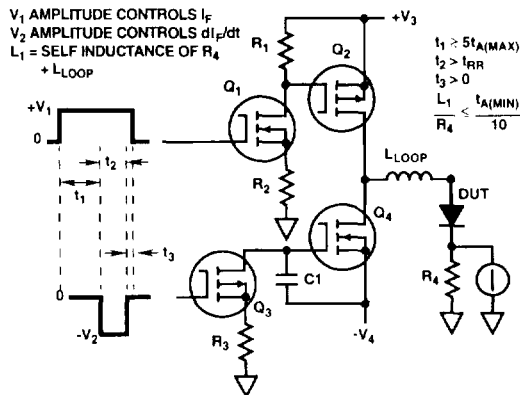 V1 AMPLITUDE CONTROLS IF
V2 AMPLITUDE CONTROLS dIF/dt
L1 = SELF INDUCTANCE OF R4
+ LLOOP
+V3
R1
Q2
t1 ≥ 5tA(MAX)
t2 > tRR
t3 > 0
L1/R4 ≤ tA(MIN)/10
Q1
+V1
0
t2
LLOOP
R2
DUT
t1
Q4
t3
C1
R4
0
Q3
-V2
R3
-V4